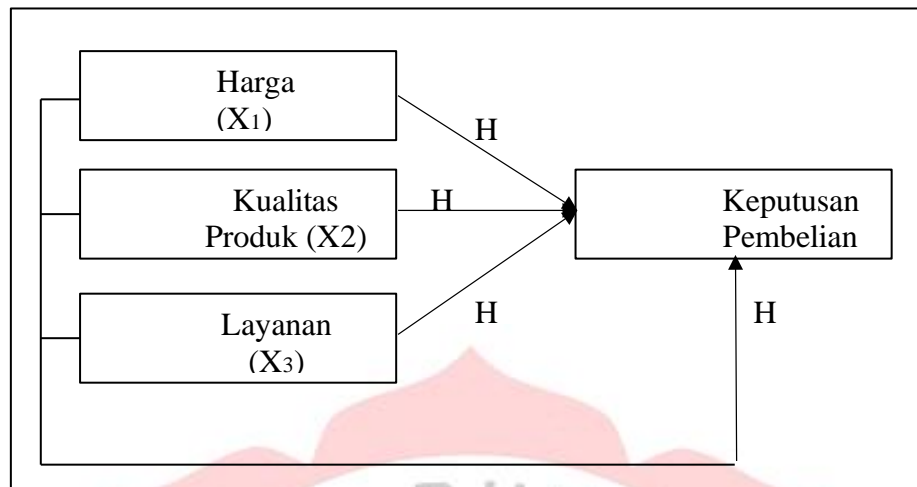 Harga
(X1)
H
Kualitas
Produk (X2)
H
Keputusan
Pembelian
Layanan
(X3)
H
H